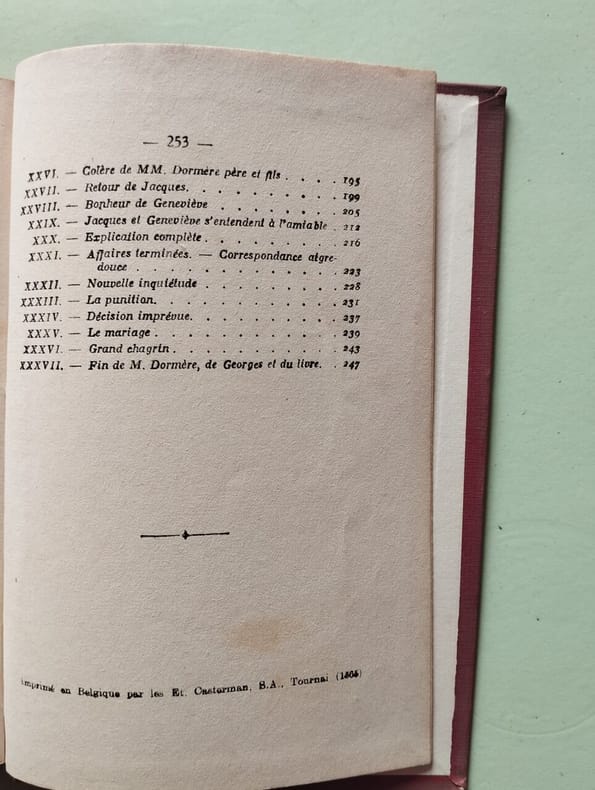 — 253 —
XXVI. — Colère de MM. Dormère père et fils . . . . 195
XXVII. — Retour de Jacques. . . . . . . . . 199
XXVIII. — Bonheur de Geneviève . . . . . . . 205
XXIX. — Jacques et Geneviève s'entendent à l'amiable . 212
XXX. — Explication complète . . . . . . . . 216
XXXI. — Affaires terminées. — Correspondance aigre-
douce . . . . . . . . . . . . . 223
XXXII. — Nouvelle inquiétude . . . . . . . . 228
XXXIII. — La punition. . . . . . . . . . . 231
XXXIV. — Décision imprévue. . . . . . . . . 237
XXXV. — Le mariage . . . . . . . . . . . 239
XXXVI. — Grand chagrin . . . . . . . . . . 243
XXXVII. — Fin de M. Dormère, de Georges et du livre. . 247
Imprimé en Belgique par les Et. Casterman, S.A., Tournai